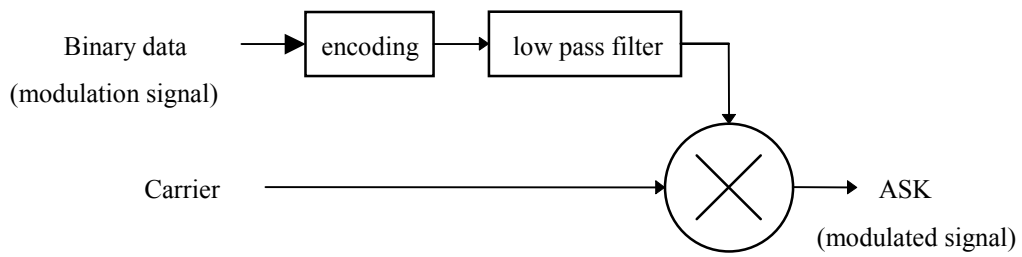 Binary data
(modulation signal)
encoding
low pass filter
Carrier
ASK
(modulated signal)